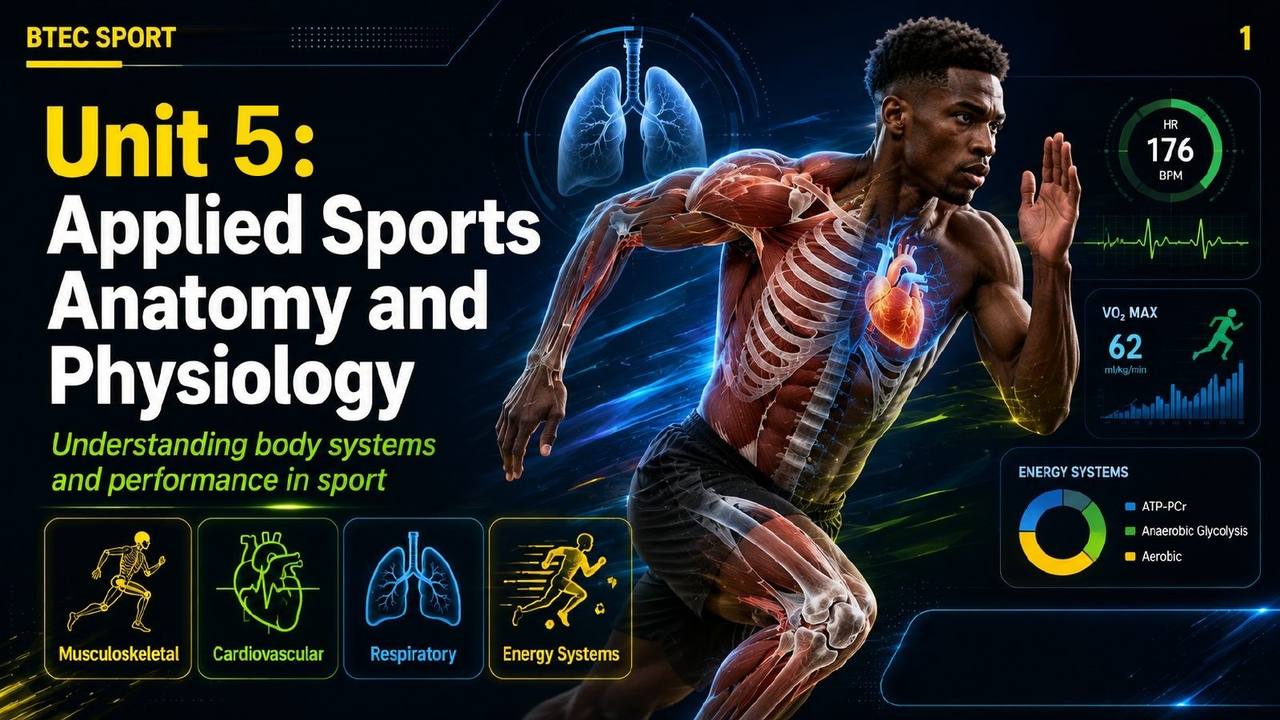 BTEC SPORT
1
Unit 5:
Applied Sports
Anatomy and
Physiology
Understanding body systems
and performance in sport
Musculoskeletal
Cardiovascular
Respiratory
Energy Systems
HR
176
BPM
VO₂ MAX
62
ml/kg/min
ENERGY SYSTEMS
ATP-PCr
Anaerobic Glycolysis
Aerobic